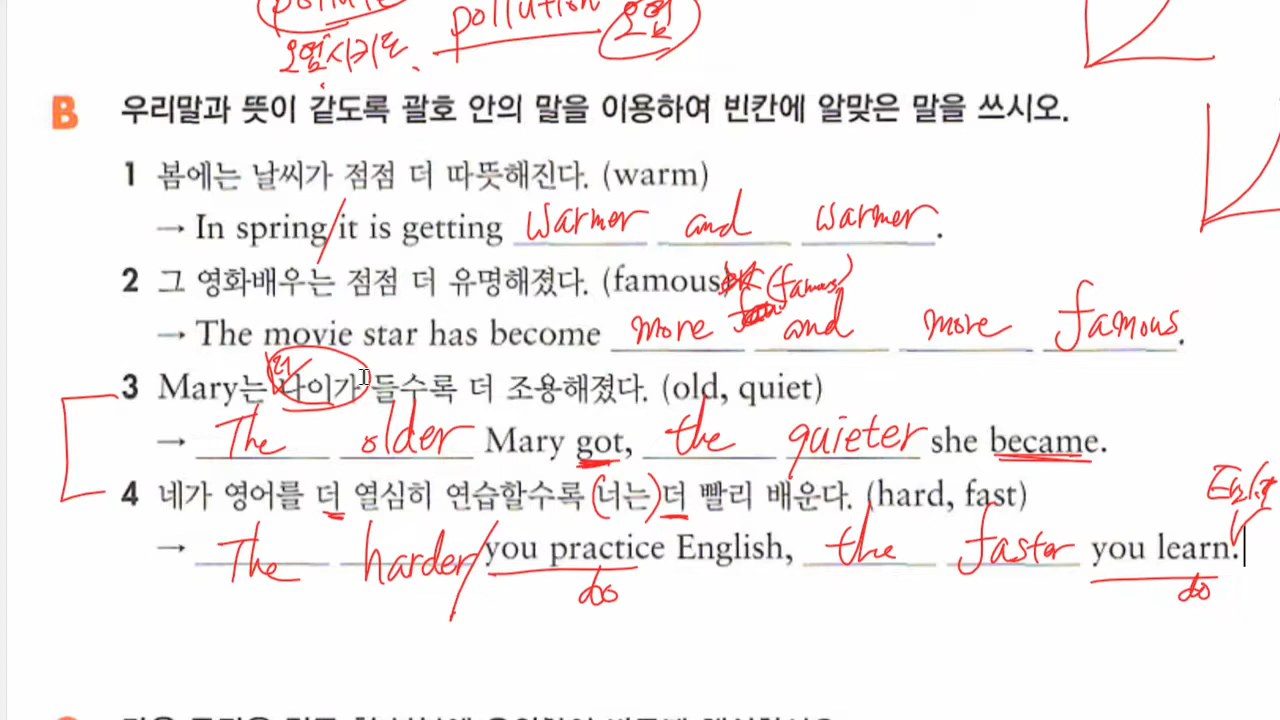 pollution 오염
오염시키는
B 우리말과 뜻이 같도록 괄호 안의 말을 이용하여 빈칸에 알맞은 말을 쓰시오.
1 봄에는 날씨가 점점 더 따뜻해진다. (warm)
→ In spring/it is getting warmer and warmer.
2 그 영화배우는 점점 더 유명해졌다. (famous) (famous)
→ The movie star has become more and more famous.
더
3 Mary는 나이가 들수록 더 조용해졌다. (old, quiet)
→ The older Mary got, the quieter she became.
4 네가 영어를 더 열심히 연습할수록 (너는) 더 빨리 배운다. (hard, fast)
→ The harder/you practice English, the faster you learn.
do do